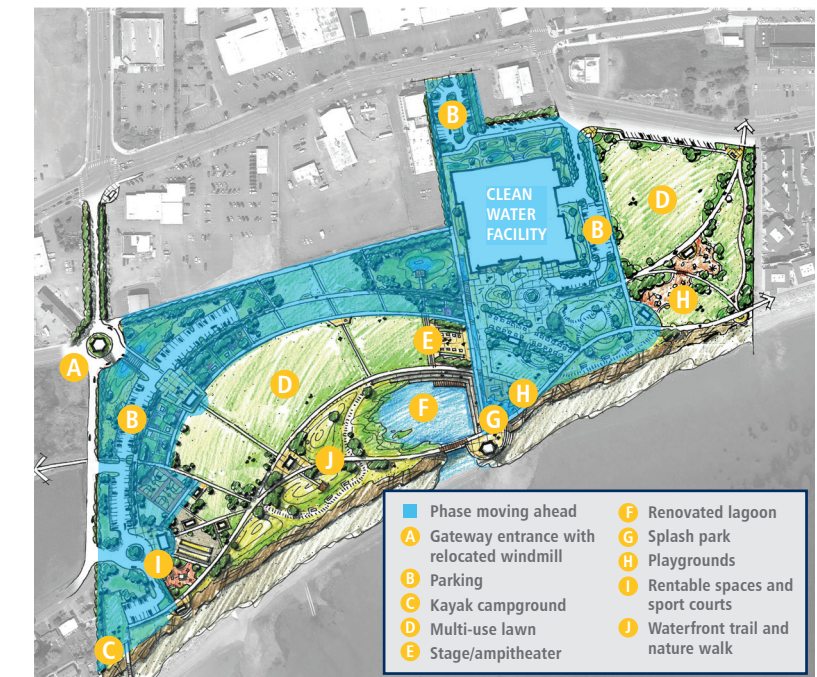 B
CLEAN
WATER
FACILITY
D
B
H
E
A
D
F
H
B
G
J
I
C
Phase moving ahead
A Gateway entrance with
relocated windmill
B Parking
C Kayak campground
D Multi-use lawn
E Stage/ampitheater
F Renovated lagoon
G Splash park
H Playgrounds
I Rentable spaces and
sport courts
J Waterfront trail and
nature walk